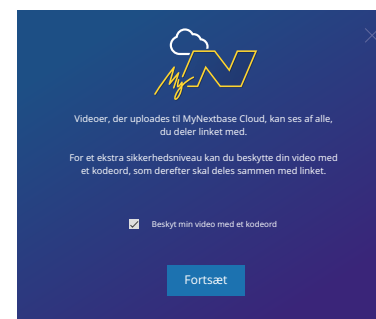 My N
Videoer, der uploades til MyNextbase Cloud, kan ses af alle,
du deler linket med.
For et ekstra sikkerhedsniveau kan du beskytte din video med
et kodeord, som derefter skal deles sammen med linket.
Beskyt min video med et kodeord
Fortsæt